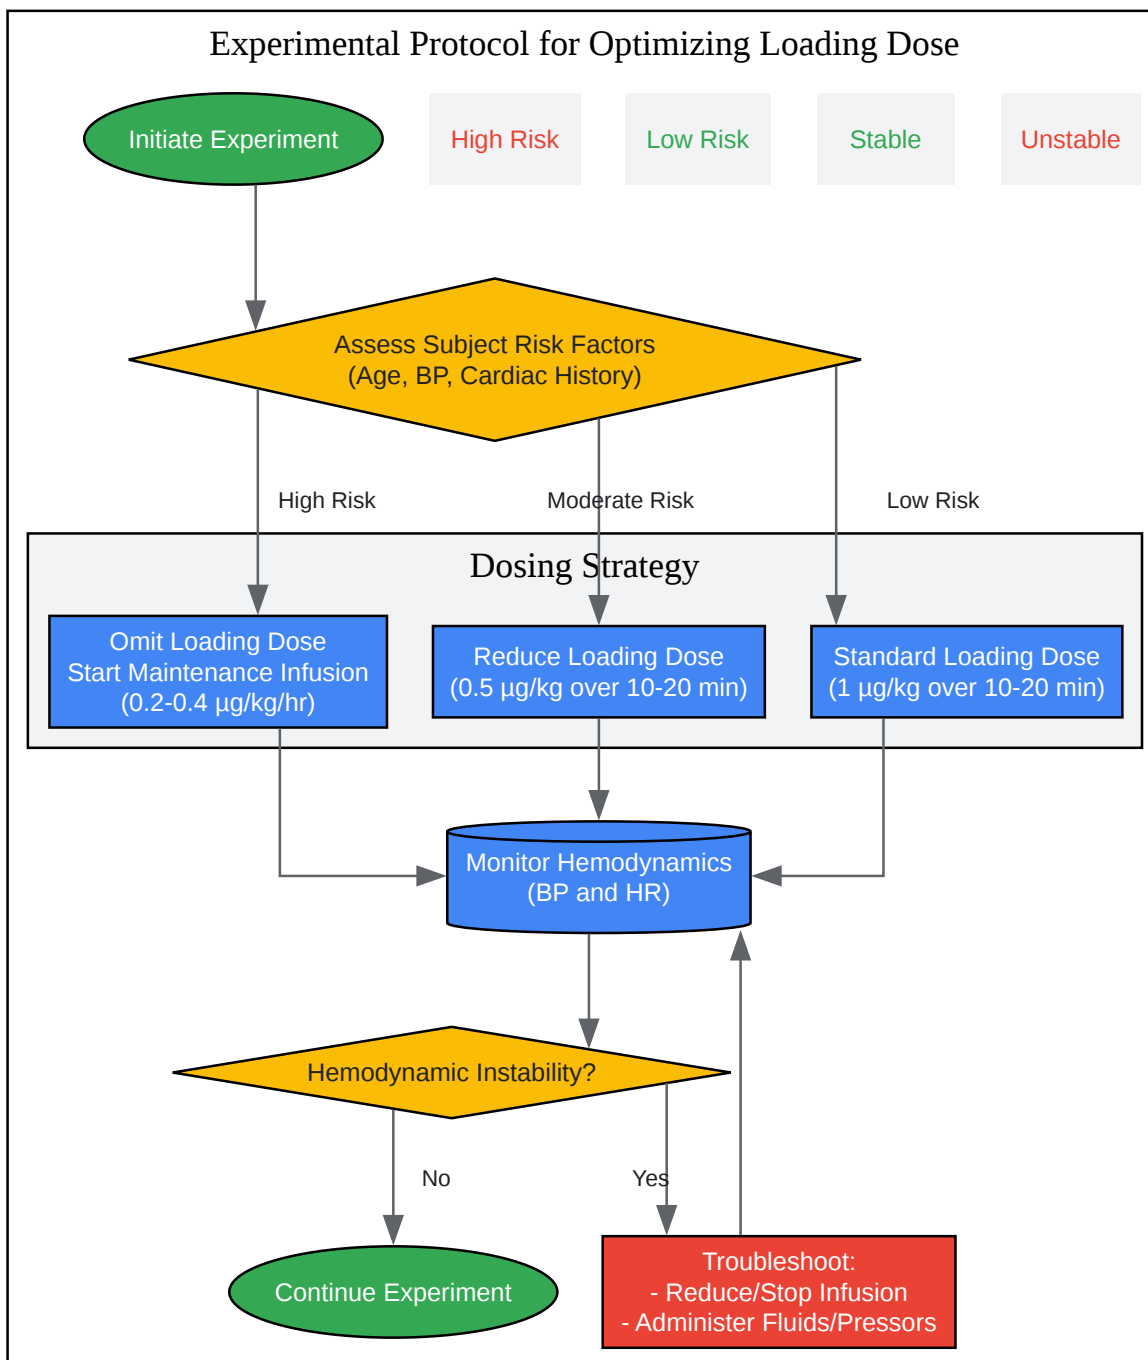 Experimental Protocol for Optimizing Loading Dose
Initiate Experiment
High Risk
Low Risk
Stable
Unstable
Assess Subject Risk Factors
(Age, BP, Cardiac History)
High Risk
Moderate Risk
Low Risk
Dosing Strategy
Omit Loading Dose
Start Maintenance Infusion
(0.2-0.4 µg/kg/hr)
Reduce Loading Dose
(0.5 µg/kg over 10-20 min)
Standard Loading Dose
(1 µg/kg over 10-20 min)
Monitor Hemodynamics
(BP and HR)
Hemodynamic Instability?
No
Yes
Continue Experiment
Troubleshoot:
- Reduce/Stop Infusion
- Administer Fluids/Pressors